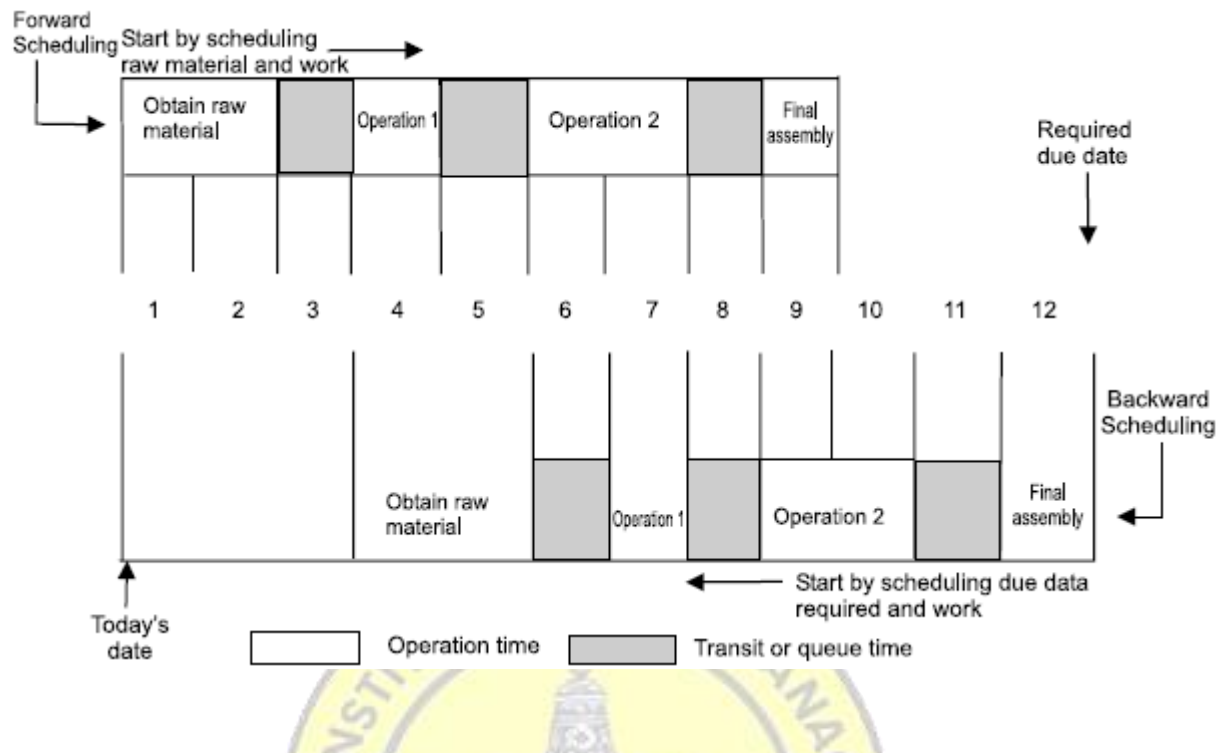 Forward
Scheduling
Start by scheduling
raw material and work
Obtain raw
material
Operation 1
Operation 2
Final
assembly
Required
due date
1 2 3 4 5 6 7 8 9 10 11 12
Backward
Scheduling
Obtain raw
material
Operation 1
Operation 2
Final
assembly
Start by scheduling due data
required and work
Today's
date
Operation time
Transit or queue time